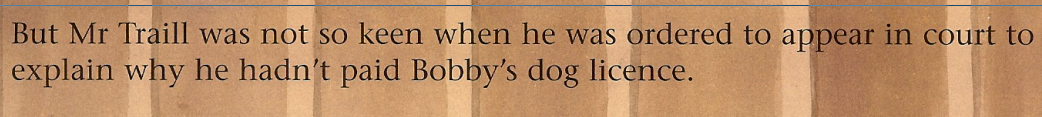 But Mr Traill was not so keen when he was ordered to appear in court to
explain why he hadn't paid Bobby's dog licence.